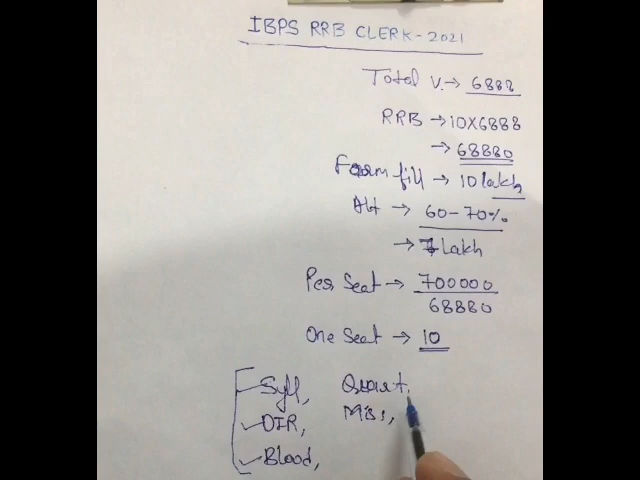 IBPS RRB CLERK-2021
Total V.→ 6888
RRB →10X6888
→ 68880
Form fill → 10 lakh
Att → 60-70%
→ 7 Lakh
Per Seat → 700000
68880
One Seat → 10
Syll, Quant.
DIR, MIS,
Blood,